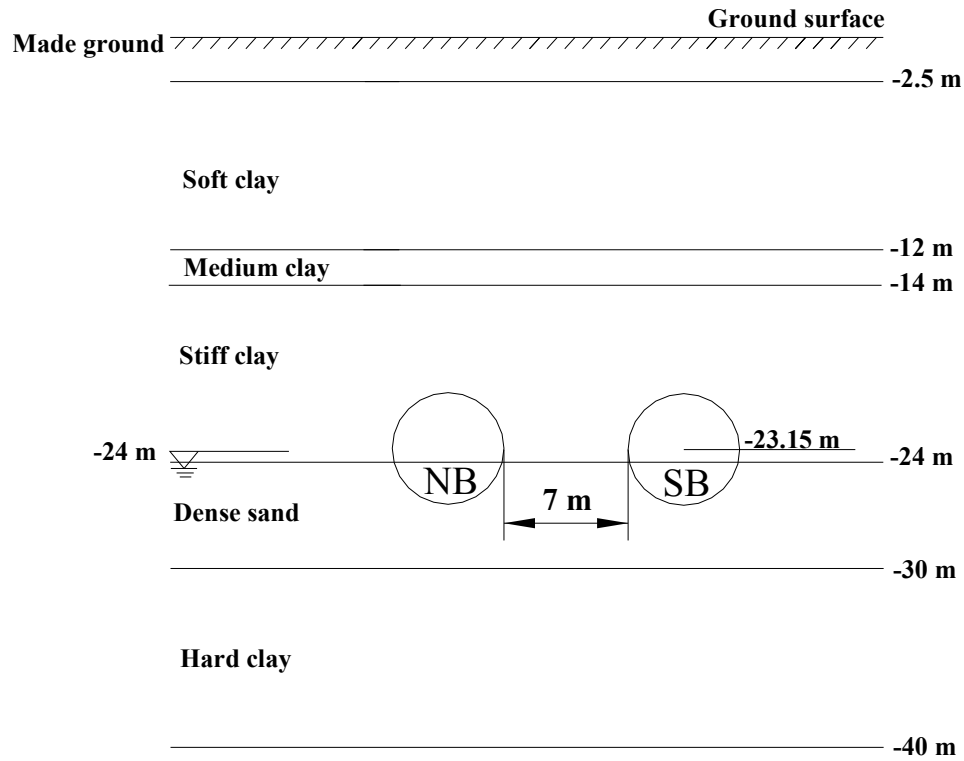 Ground surface
Made ground
-2.5 m
Soft clay
-12 m
Medium clay
-14 m
Stiff clay
-23.15 m
-24 m
-24 m
NB
SB
7 m
Dense sand
-30 m
Hard clay
-40 m